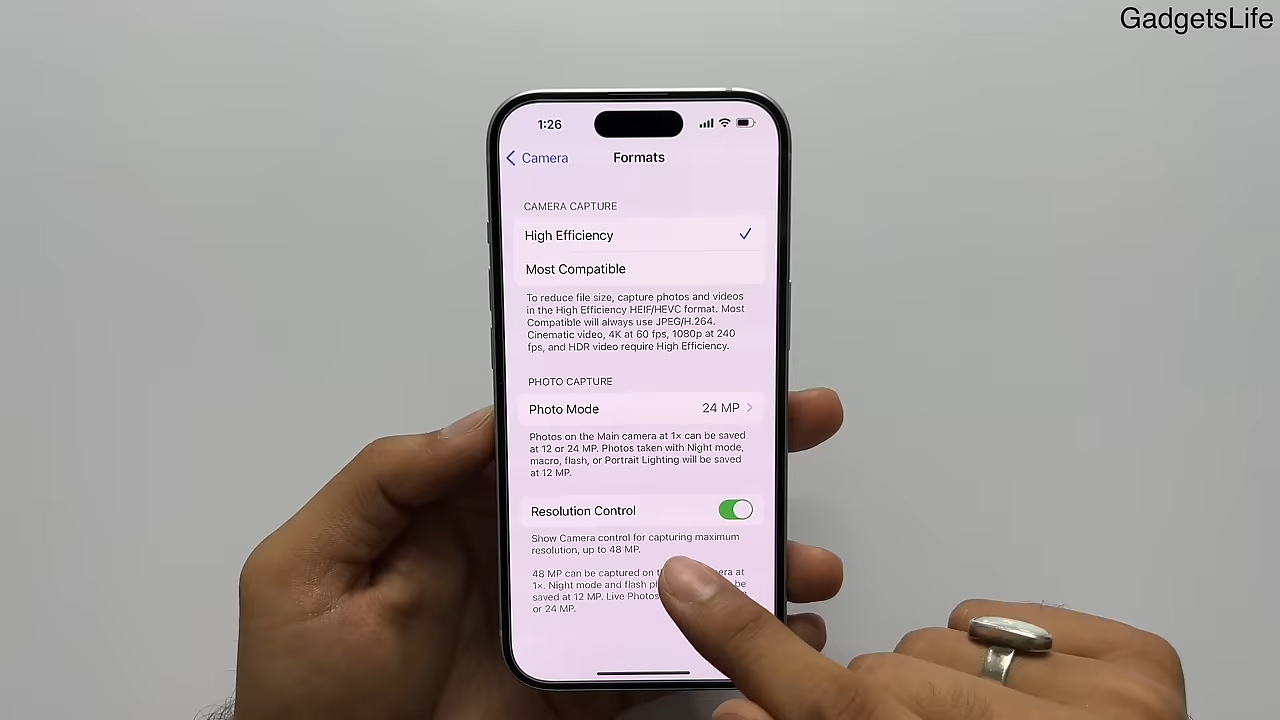 GadgetsLife
1:26
Camera
Formats
CAMERA CAPTURE
High Efficiency
Most Compatible
To reduce file size, capture photos and videos
in the High Efficiency HEIF/HEVC format. Most
Compatible will always use JPEG/H.264.
Cinematic video, 4K at 60 fps, 1080p at 240
fps, and HDR video require High Efficiency.
PHOTO CAPTURE
Photo Mode 24 MP
Photos on the Main camera at 1x can be saved
at 12 or 24 MP. Photos taken with Night mode,
macro, flash, or Portrait Lighting will be saved
at 12 MP.
Resolution Control
Show Camera control for capturing maximum
resolution, up to 48 MP.
48 MP can be captured on at
1x. Night mode and flash be
saved at 12 MP. Live Photos
or 24 MP.